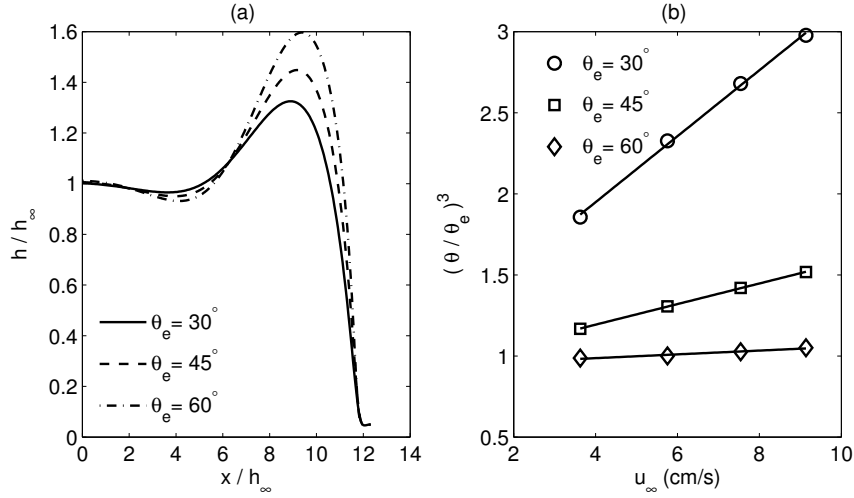 (a)
1.6
1.4
1.2
1
0.8
0.6
0.4
0.2
0
h / h∞
θe = 30°
θe = 45°
θe = 60°
0 2 4 6 8 10 12 14
x / h∞
(b)
3
2.5
2
1.5
1
0.5
(θ / θe)³
θe = 30°
θe = 45°
θe = 60°
2 4 6 8 10
u∞ (cm/s)